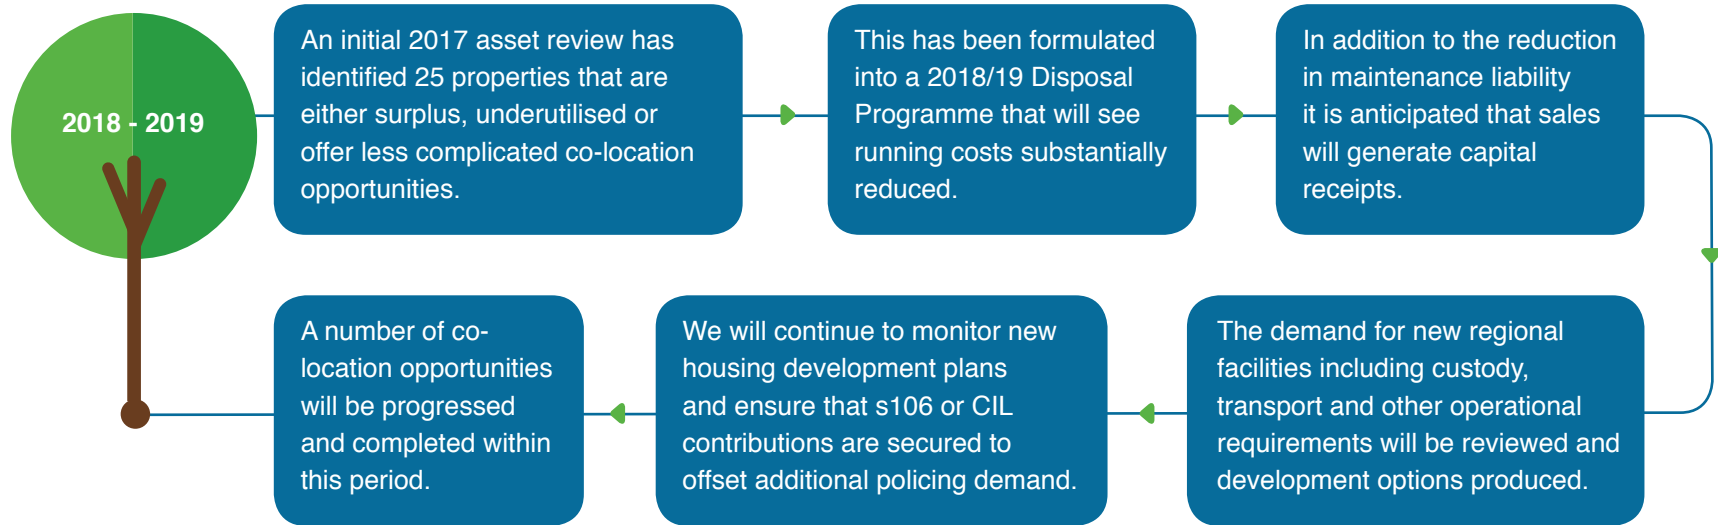 2018 - 2019
An initial 2017 asset review has
identified 25 properties that are
either surplus, underutilised or
offer less complicated co-location
opportunities.
This has been formulated
into a 2018/19 Disposal
Programme that will see
running costs substantially
reduced.
In addition to the reduction
in maintenance liability
it is anticipated that sales
will generate capital
receipts.
The demand for new regional
facilities including custody,
transport and other operational
requirements will be reviewed and
development options produced.
We will continue to monitor new
housing development plans
and ensure that s106 or CIL
contributions are secured to
offset additional policing demand.
A number of co-
location opportunities
will be progressed
and completed within
this period.